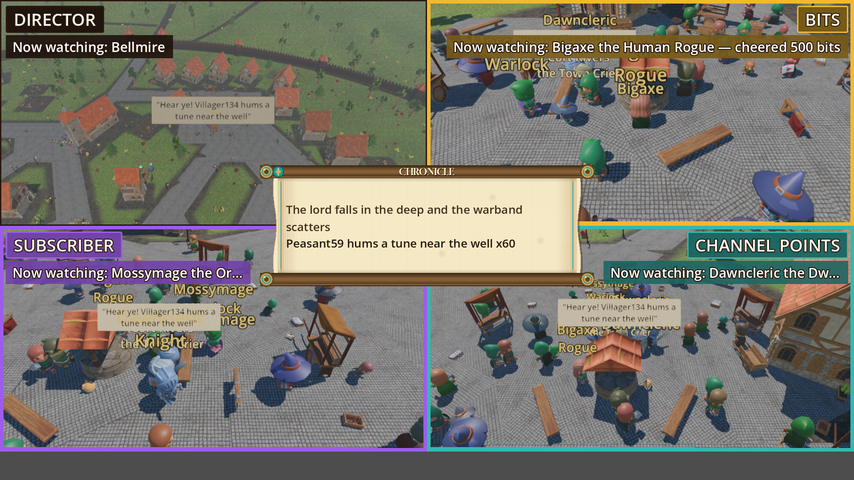 DIRECTOR
Now watching: Bellmire
"Hear ye! Villager134 hums a
tune near the well"
BITS
Dawncleric
Now watching: Bigaxe the Human Rogue — cheered 500 bits
Warlock
the Town Crier
Rogue
Bigaxe
CHRONICLE
The lord falls in the deep and the warband
scatters
Peasant59 hums a tune near the well x60
SUBSCRIBER
Now watching: Mossymage the Or...
Mossymage
Rogue
"Hear ye! Villager134 hums a
tune near the well"
Knight
CHANNEL POINTS
Now watching: Dawncleric the Dw...
"Hear ye! Villager134 hums a
tune near the well"
Rogue